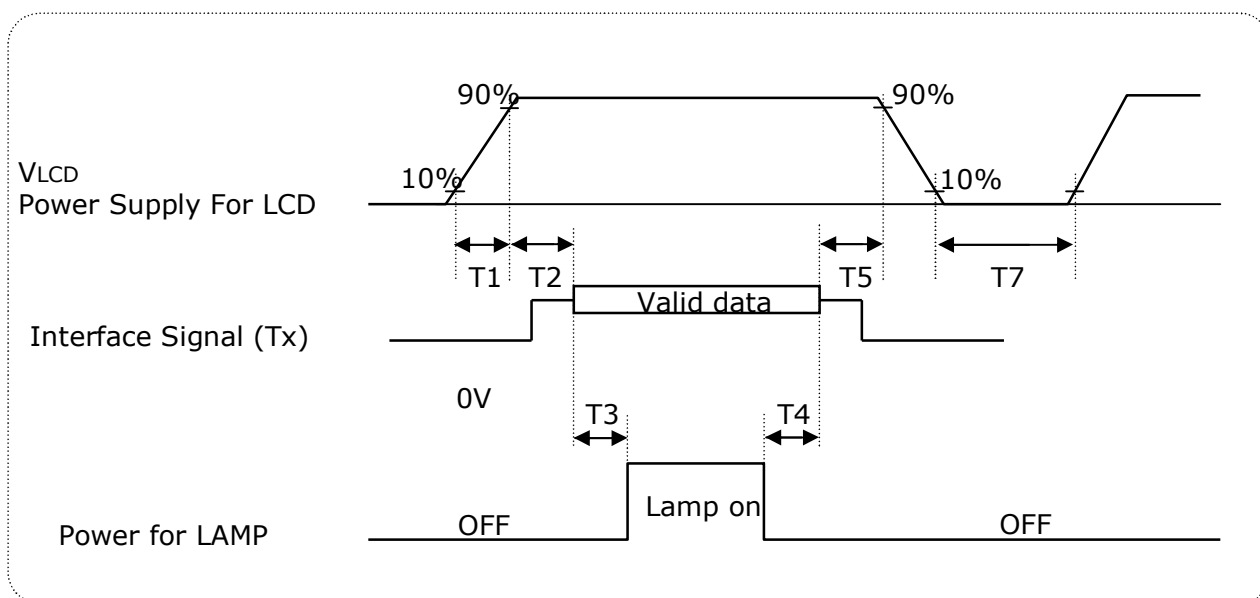 90%
90%
VLCD
10%
10%
Power Supply For LCD
T1
T2
T5
T7
Valid data
Interface Signal (Tx)
0V
T3
T4
Lamp on
Power for LAMP
OFF
OFF